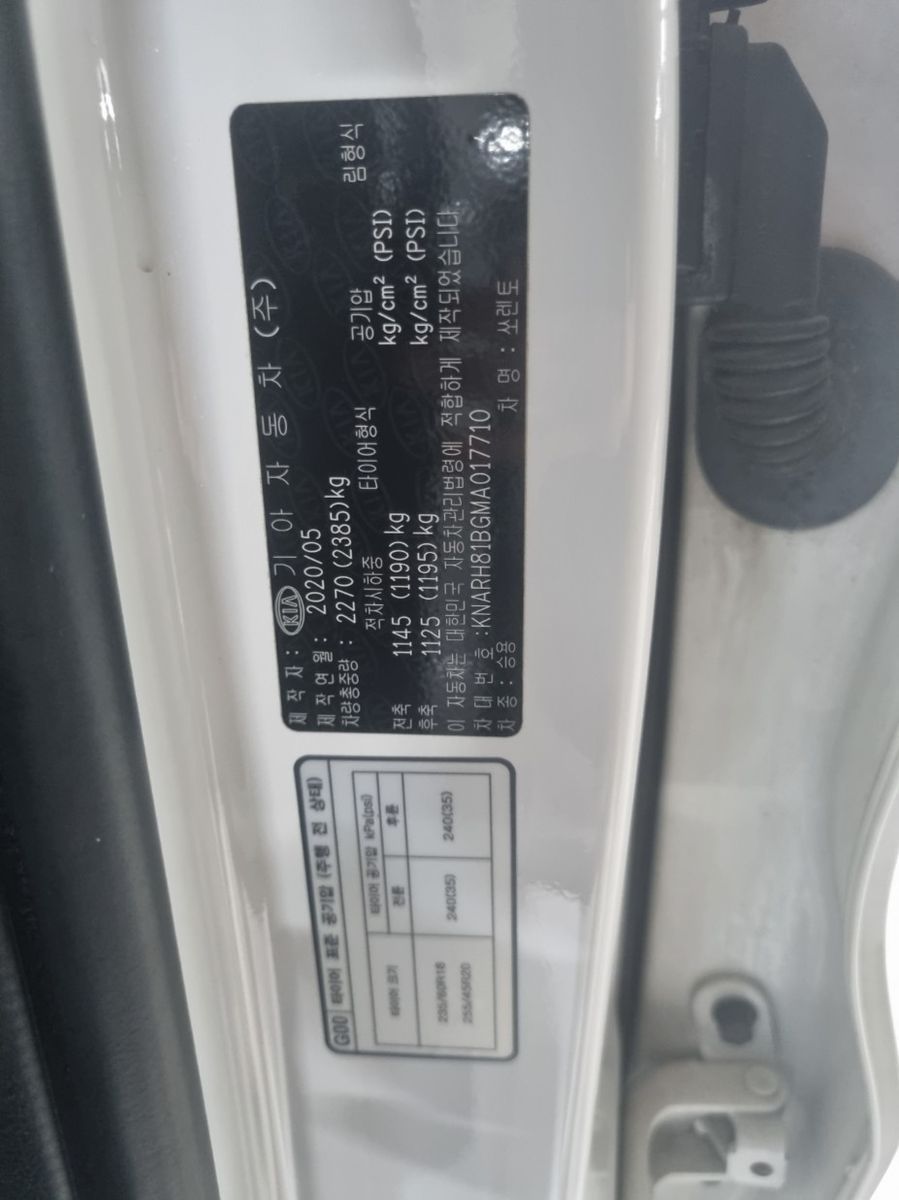 제 작 자 : KIA 기 아 자 동 차 (주)
제 작 연 월 : 2020/05
차량총중량 : 2270 (2385)kg
적차시하중 타이어형식 공기압 림형식
전축 1145 (1190) kg kg/cm² (PSI)
후축 1125 (1195) kg kg/cm² (PSI)
이 자동차는 대한민국 자동차관리법령에 적합하게 제작되었습니다.
차 대 번 호 :KNARH81BGMA017710
차 종 : 승용 차 명 : 쏘렌토
G00 타이어 표준 공기압 (주행 전 상태)
타이어 크기 타이어 공기압 kPa(psi)
전륜 후륜
235/60R18 240(35) 240(35)
255/45R20